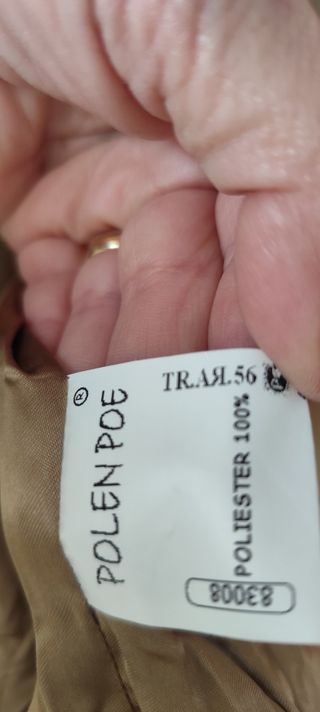 POLEN POE ®
TR.AЯ.56
POLIESTER 100%
83008